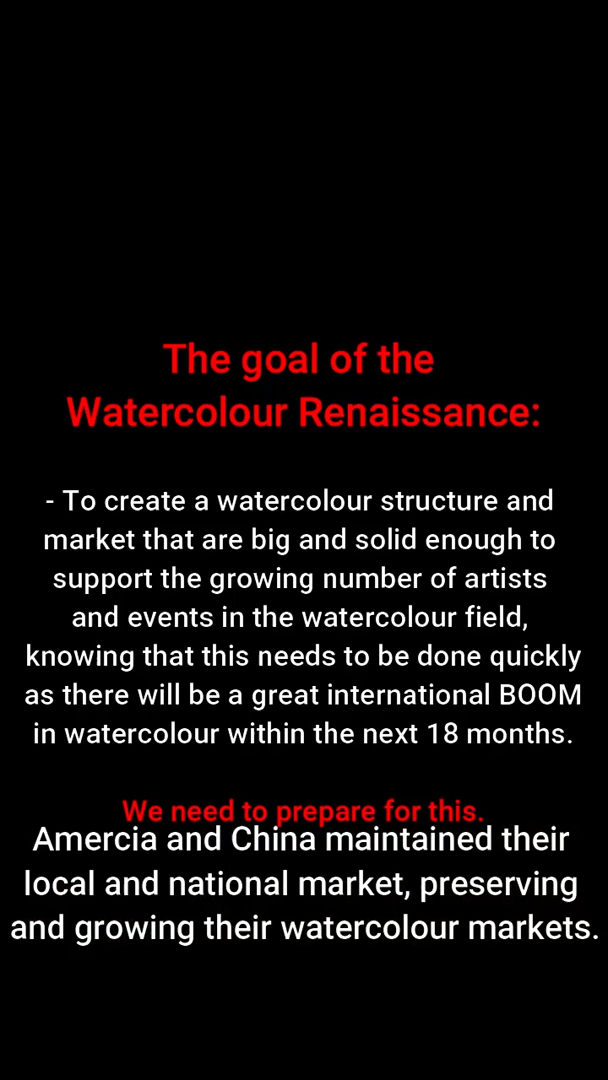 The goal of the
Watercolour Renaissance:
- To create a watercolour structure and
market that are big and solid enough to
support the growing number of artists
and events in the watercolour field,
knowing that this needs to be done quickly
as there will be a great international BOOM
in watercolour within the next 18 months.
We need to prepare for this.
Amercia and China maintained their
local and national market, preserving
and growing their watercolour markets.